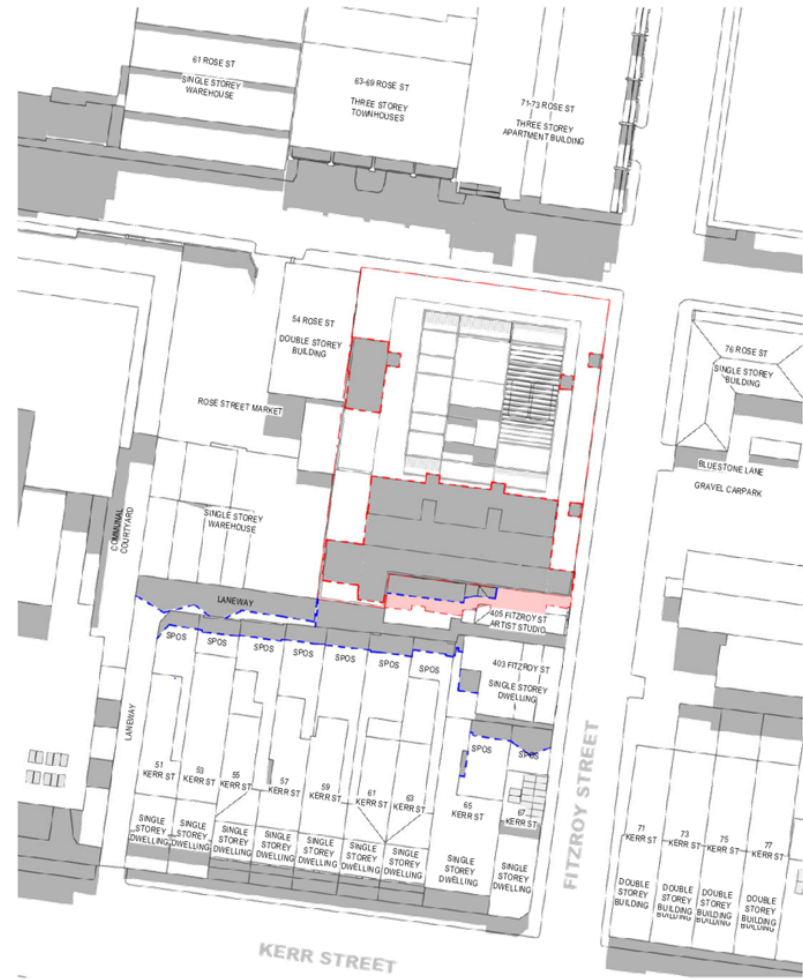 61 ROSE ST
SINGLE STOREY
WAREHOUSE
63-69 ROSE ST
THREE STOREY
TOWNHOUSES
71-73 ROSE ST
THREE STOREY
APARTMENT BUILDING
54 ROSE ST
DOUBLE STOREY
BUILDING
76 ROSE ST
SINGLE STOREY
BUILDING
ROSE STREET MARKET
BLUESTONE LANE
GRAVEL CARPARK
COMMUNAL
COURTYARD
SINGLE STOREY
WAREHOUSE
LANEWAY
405 FITZROY ST
ARTIST STUDIO
SPOS
SPOS
SPOS
SPOS
SPOS
SPOS
SPOS
403 FITZROY ST
SINGLE STOREY
DWELLING
LANEWAY
SPOS
SPOS
FITZROY STREET
51
KERR ST
53
KERR ST
55
KERR ST
57
KERR ST
59
KERR ST
61
KERR ST
63
KERR ST
65
KERR ST
67
KERR ST
71
KERR ST
73
KERR ST
75
KERR ST
77
KERR ST
SINGLE
STOREY
DWELLING
SINGLE
STOREY
DWELLING
SINGLE
STOREY
DWELLING
SINGLE
STOREY
DWELLING
SINGLE
STOREY
DWELLING
SINGLE
STOREY
DWELLING
SINGLE
STOREY
DWELLING
SINGLE
STOREY
DWELLING
SINGLE
STOREY
DWELLING
DOUBLE
STOREY
BUILDING
DOUBLE
STOREY
BUILDING
BUILDING
DOUBLE
STOREY
BUILDING
BUILDING
DOUBLE
STOREY
BUILDING
BUILDING
KERR STREET